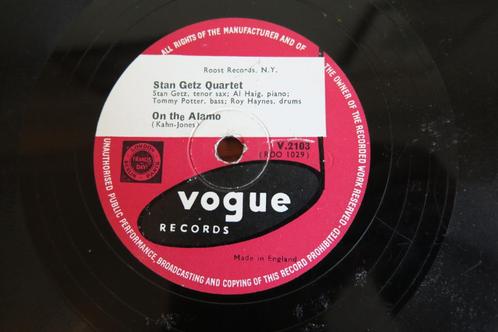 ALL RIGHTS OF THE MANUFACTURER AND OF THE OWNER OF THE RECORDED WORK RESERVED - UNAUTHORISED PUBLIC PERFORMANCE, BROADCASTING AND COPYING OF THIS RECORD PROHIBITED -
Roost Records, N.Y.
Stan Getz Quartet
Stan Getz, tenor sax; Al Haig, piano;
Tommy Potter, bass; Roy Haynes, drums
On the Alamo
(Kahn-Jones)
V.2103
(ROO 1029)
vogue
RECORDS
Made in England